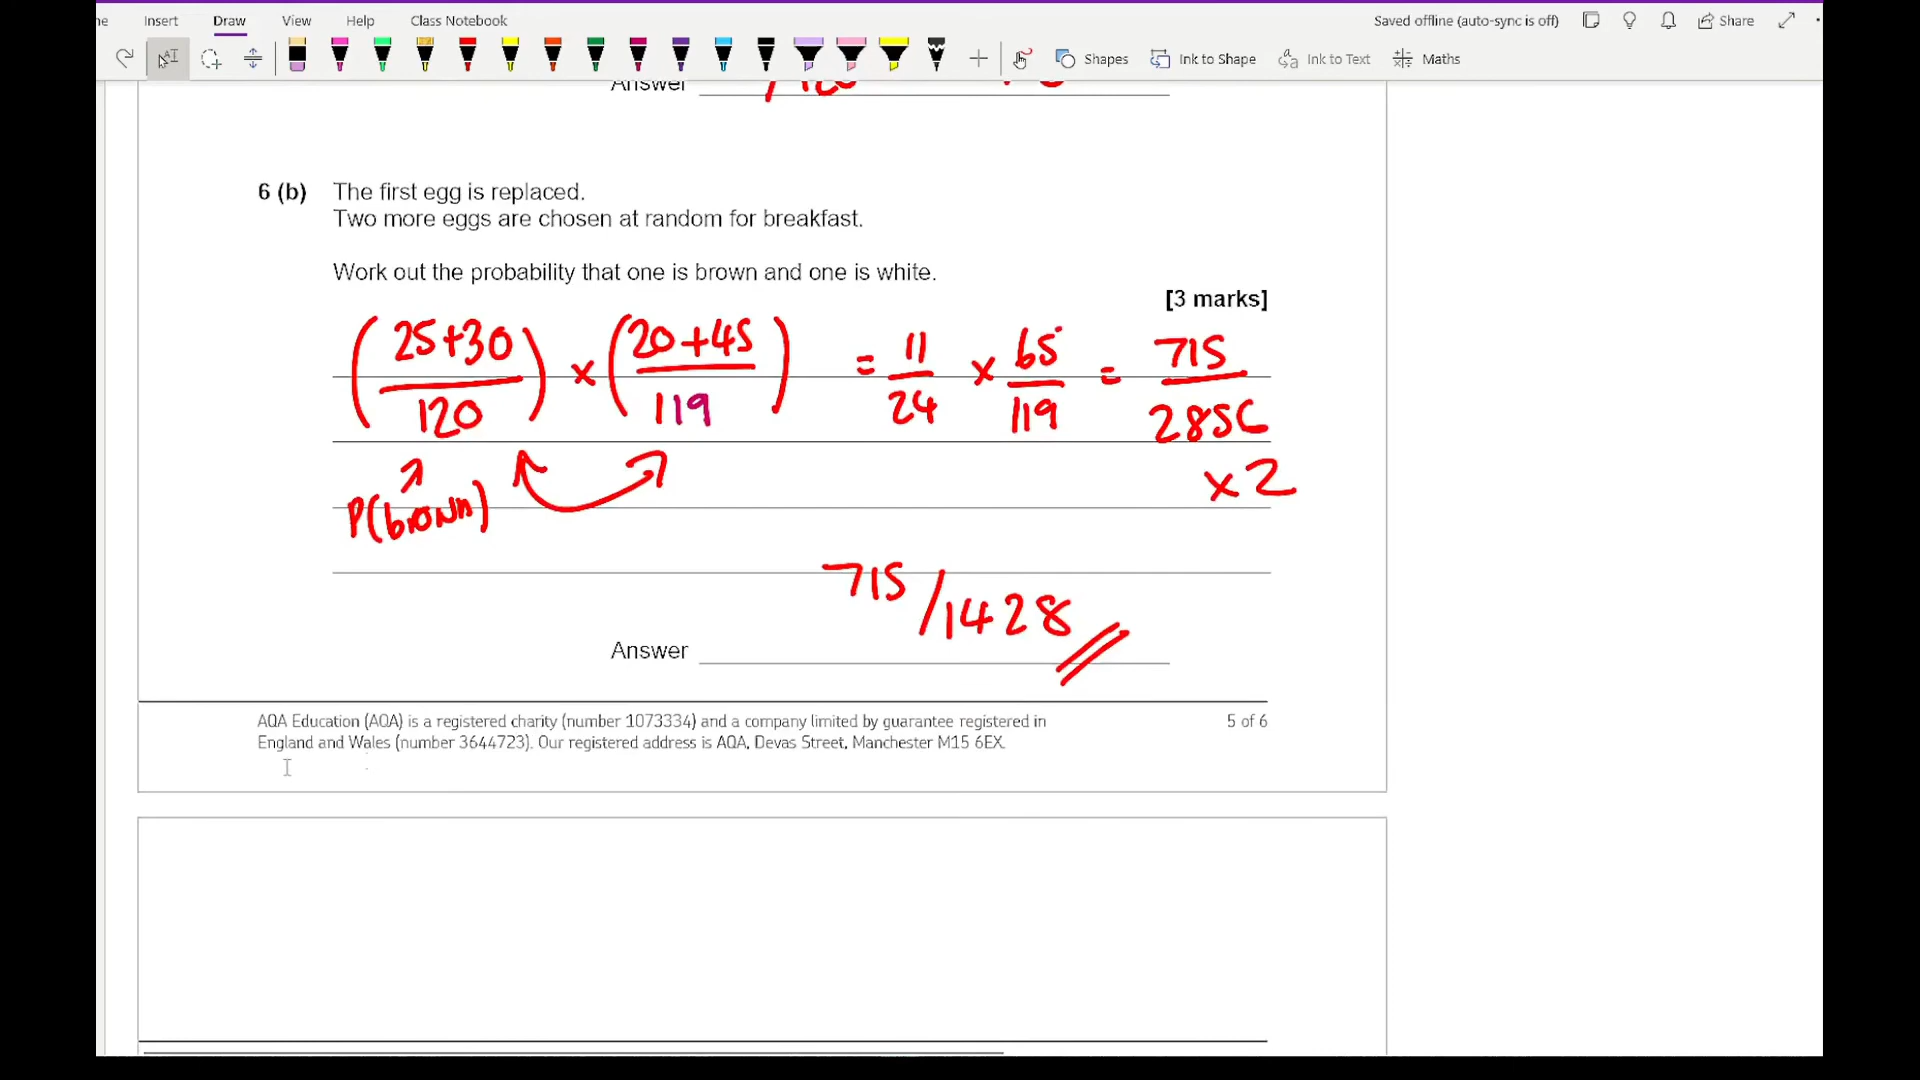 Insert Draw View Help Class Notebook Saved offline (auto-sync is off) Share
Shapes Ink to Shape Ink to Text Maths
Answer
6 (b) The first egg is replaced.
Two more eggs are chosen at random for breakfast.
Work out the probability that one is brown and one is white.
[3 marks]
(25+30/120) × (20+45/119) = 11/24 × 65/119 = 715/2856
× 2
P(brown)
715/1428
Answer
AQA Education (AQA) is a registered charity (number 1073334) and a company limited by guarantee registered in
England and Wales (number 3644723). Our registered address is AQA, Devas Street, Manchester M15 6EX.
5 of 6